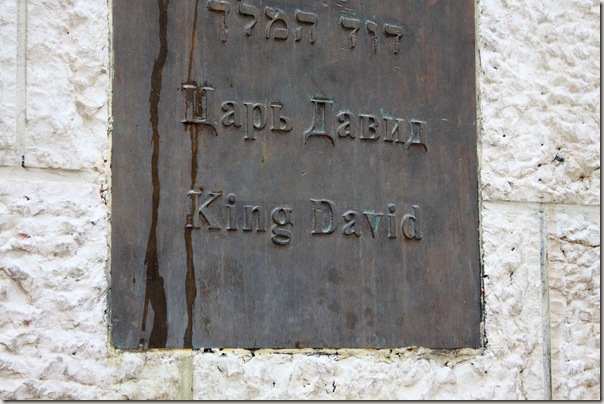 דוד המלך
Царь Давид
King David